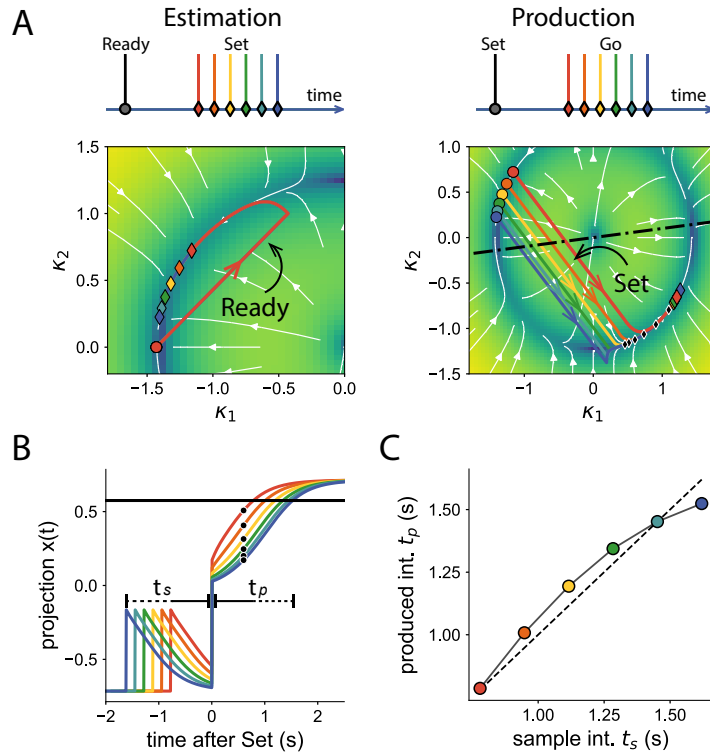 A
Estimation
Production
Ready
Set
time
Set
Go
time
1.5
1.0
0.5
0.0
κ2
Ready
−1.5
−1.0
−0.5
0.0
κ1
1.0
0.5
0.0
−0.5
−1.0
−1.5
κ2
Set
−1
0
1
κ1
B
0.5
0.0
−0.5
projection x(t)
ts
tp
−2
−1
0
1
2
time after Set (s)
C
1.50
1.00
produced int. tp (s)
1.00
1.25
1.50
sample int. ts (s)